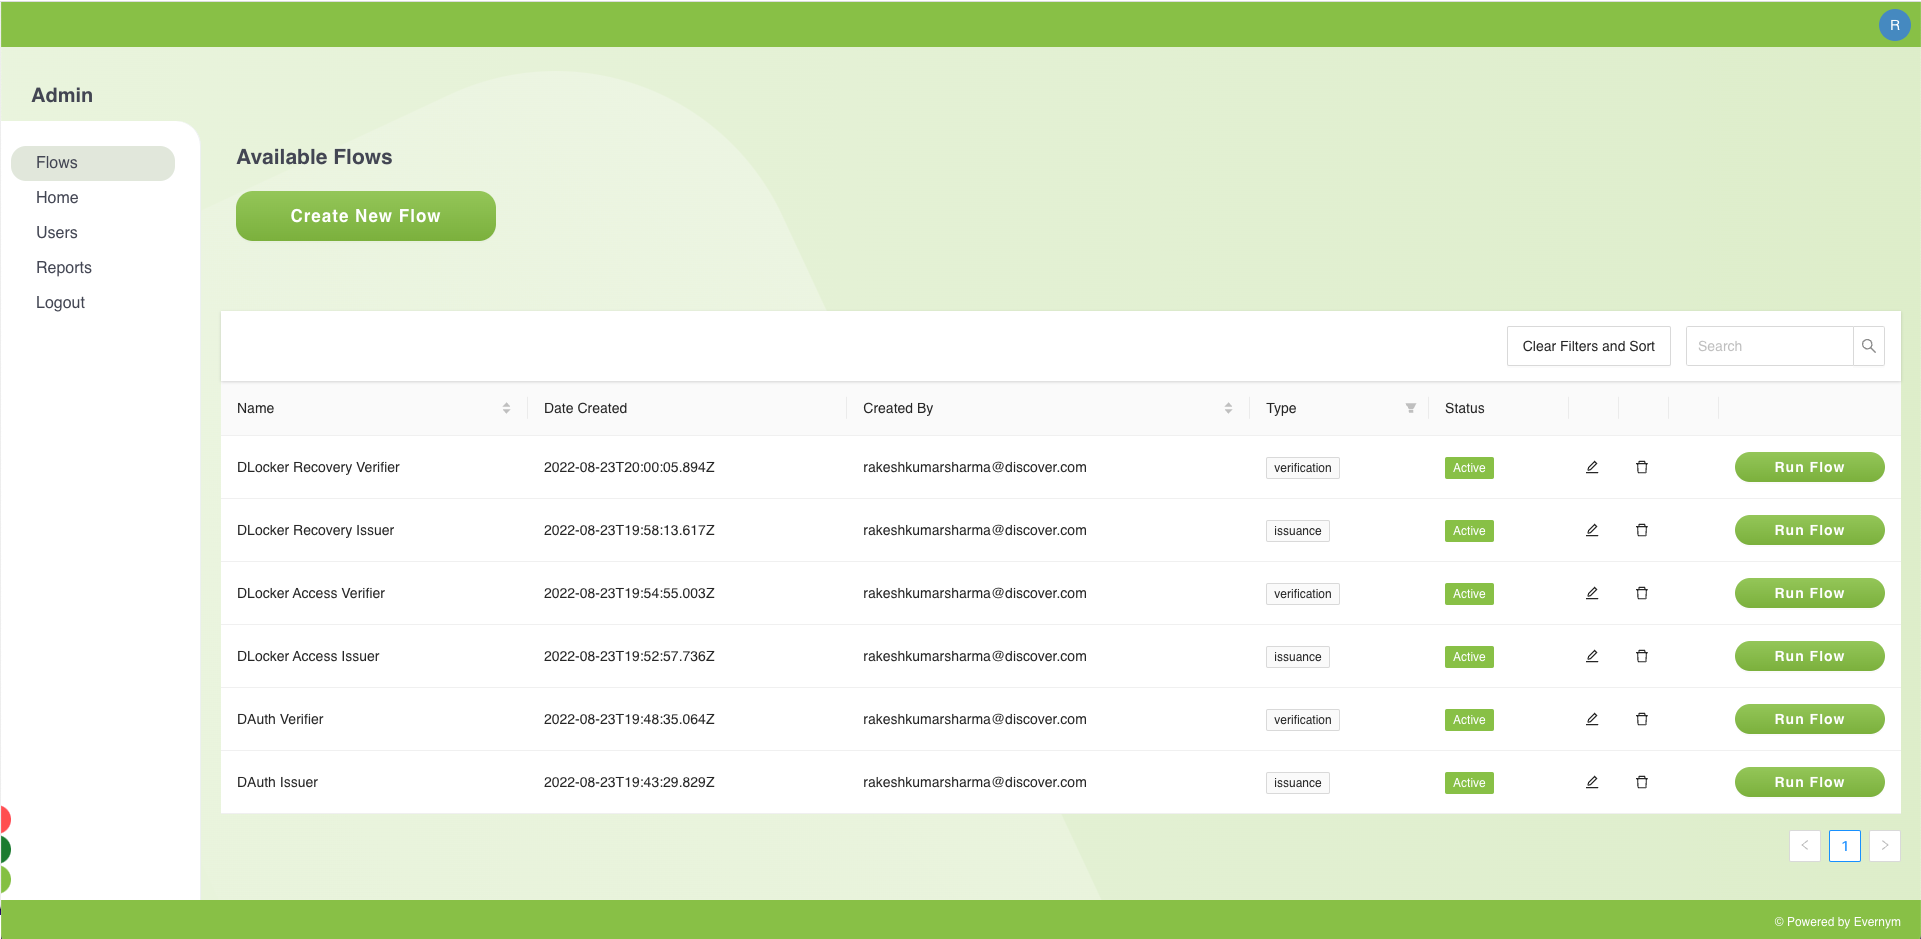 R
Admin
Flows
Home
Users
Reports
Logout
Available Flows
Create New Flow
Clear Filters and Sort Search
Name Date Created Created By Type Status
DLocker Recovery Verifier 2022-08-23T20:00:05.894Z rakeshkumarsharma@discover.com verification Active Run Flow
DLocker Recovery Issuer 2022-08-23T19:58:13.617Z rakeshkumarsharma@discover.com issuance Active Run Flow
DLocker Access Verifier 2022-08-23T19:54:55.003Z rakeshkumarsharma@discover.com verification Active Run Flow
DLocker Access Issuer 2022-08-23T19:52:57.736Z rakeshkumarsharma@discover.com issuance Active Run Flow
DAuth Verifier 2022-08-23T19:48:35.064Z rakeshkumarsharma@discover.com verification Active Run Flow
DAuth Issuer 2022-08-23T19:43:29.829Z rakeshkumarsharma@discover.com issuance Active Run Flow
< 1 >
© Powered by Evernym